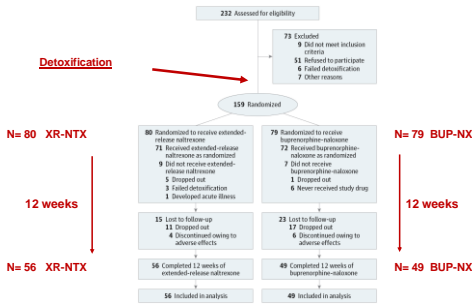 232 Assessed for eligibility
73 Excluded
9 Did not meet inclusion
criteria
51 Refused to participate
6 Failed detoxification
7 Other reasons
Detoxification
159 Randomized
N= 80 XR-NTX
80 Randomized to receive extended-
release naltrexone
71 Received extended-release
naltrexone as randomized
9 Did not receive extended-
release naltrexone
5 Dropped out
3 Failed detoxification
1 Developed acute illness
79 Randomized to receive
buprenorphine-naloxone
72 Received buprenorphine-
naloxone as randomized
7 Did not receive
buprenorphine-naloxone
1 Dropped out
6 Never received study drug
N= 79 BUP-NX
12 weeks
15 Lost to follow-up
11 Dropped out
4 Discontinued owing to
adverse effects
23 Lost to follow-up
17 Dropped out
6 Discontinued owing to
adverse effects
12 weeks
N= 56 XR-NTX
56 Completed 12 weeks of
extended-release naltrexone
49 Completed 12 weeks of
buprenorphine-naloxone
N= 49 BUP-NX
56 Included in analysis
49 Included in analysis